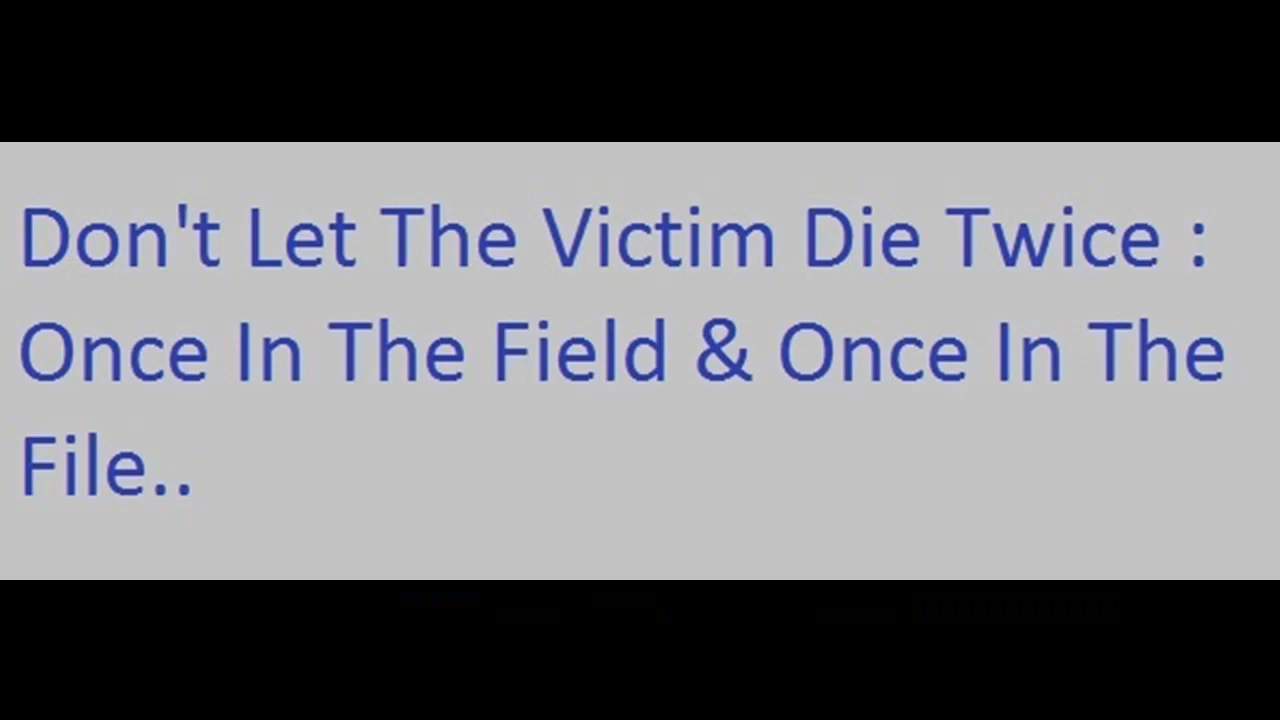 Don't Let The Victim Die Twice :
Once In The Field & Once In The
File..